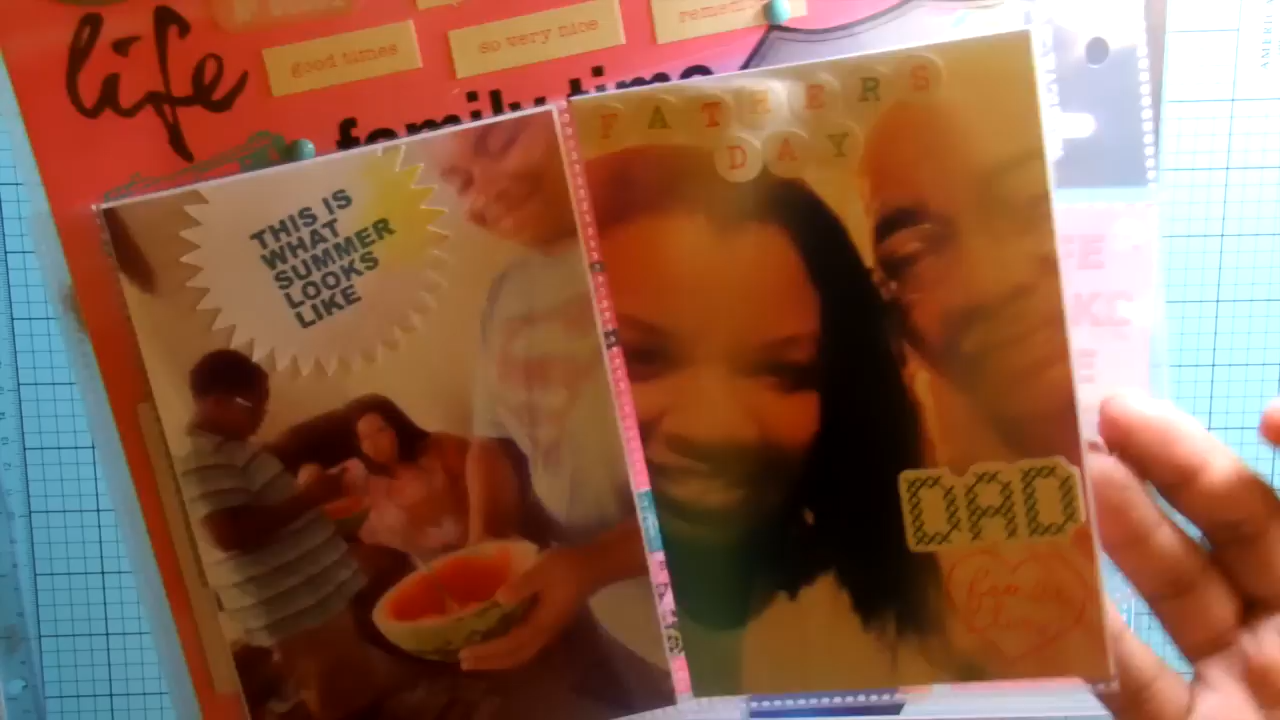 life
good times
so very nice
family time
FATHERS
DAY
THIS IS
WHAT
SUMMER
LOOKS
LIKE
DAD